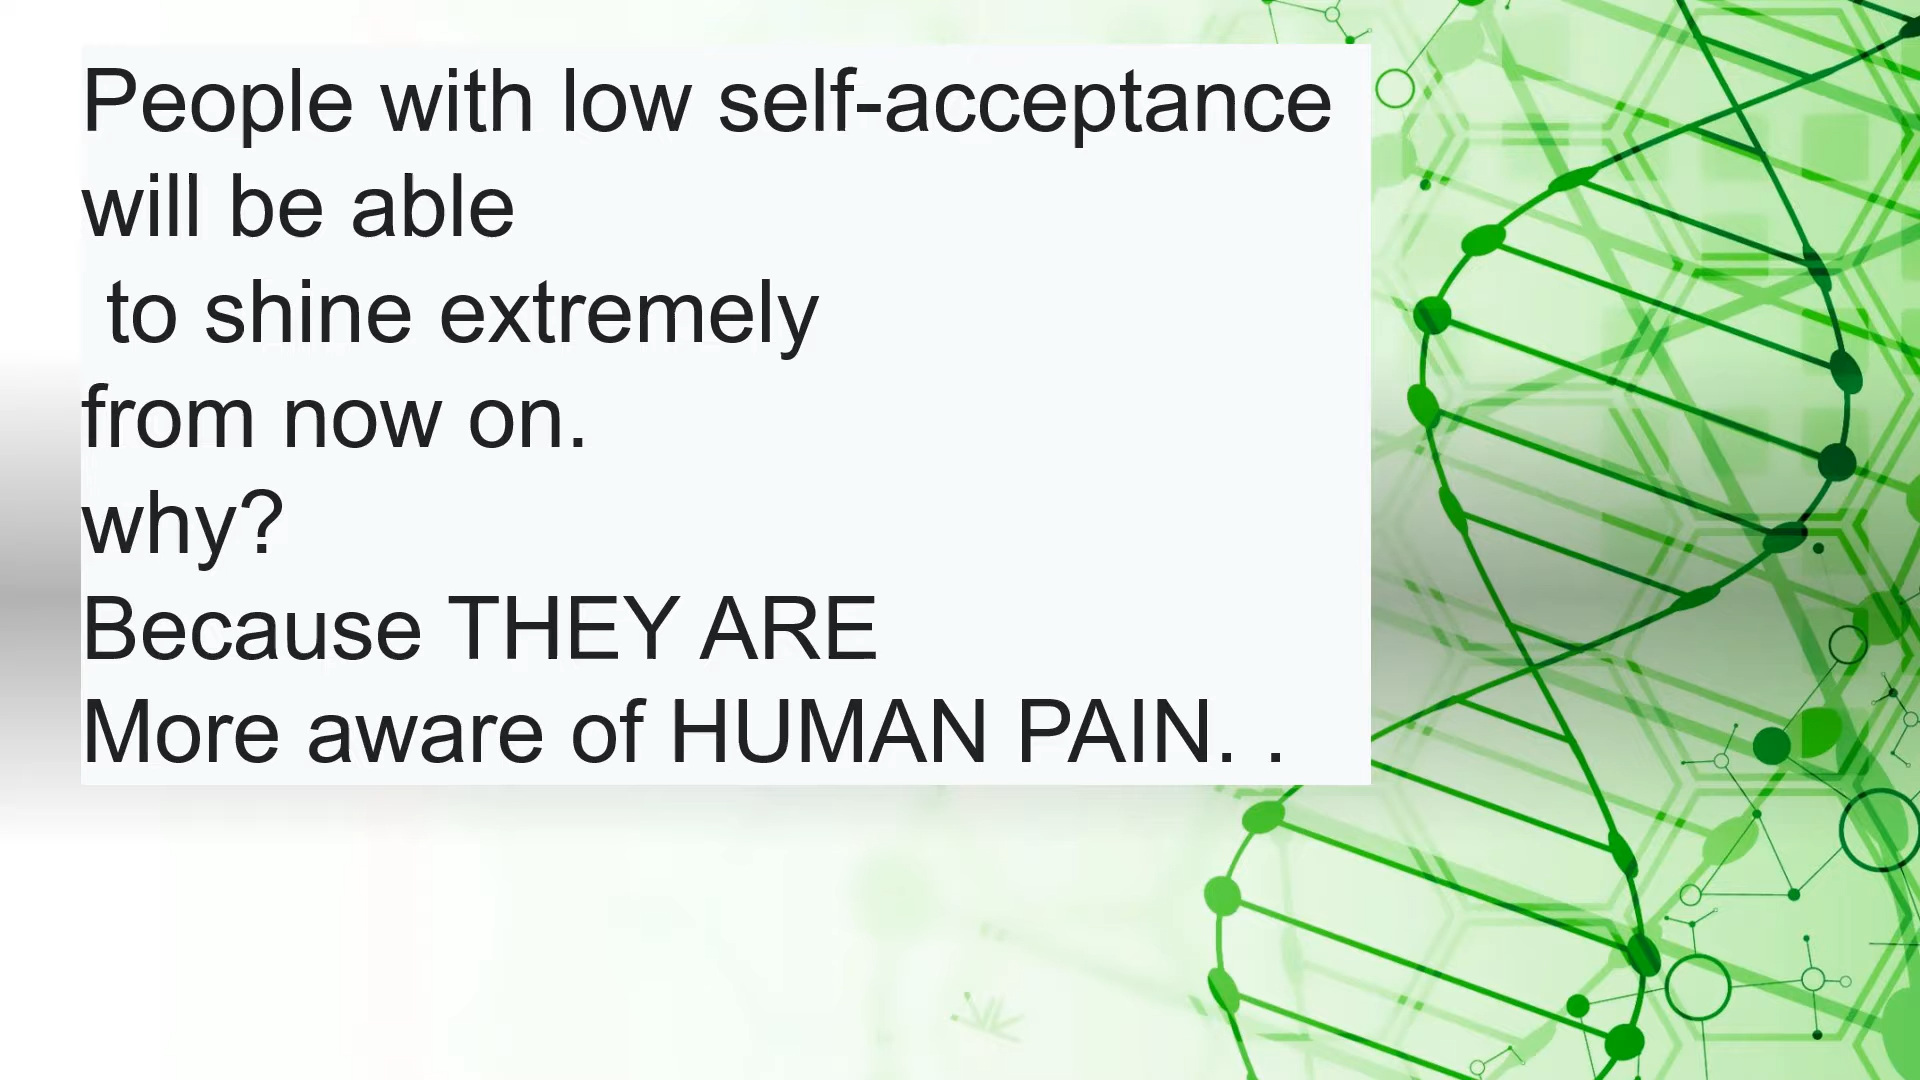 People with low self-acceptance
will be able
to shine extremely
from now on.
why?
Because THEY ARE
More aware of HUMAN PAIN. .